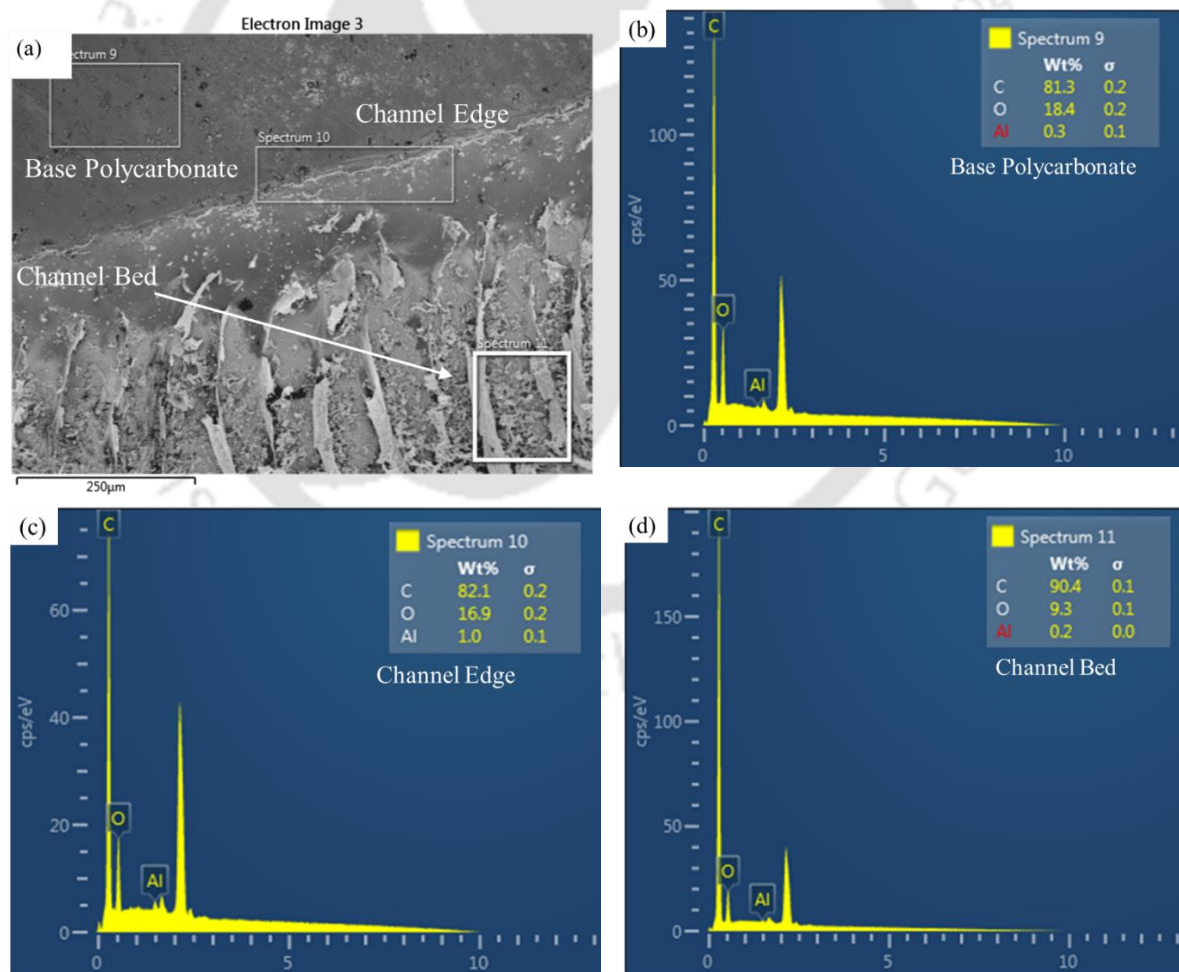 Electron Image 3
(a)
ectrum 9
Channel Edge
Spectrum 10
Base Polycarbonate
Channel Bed
Spectrum 11
250µm
(b)
C
Spectrum 9
Wt% σ
C 81.3 0.2
O 18.4 0.2
Al 0.3 0.1
Base Polycarbonate
100
cps/eV
50
O
Al
0
0 5 10
(c)
C
Spectrum 10
Wt% σ
C 82.1 0.2
O 16.9 0.2
Al 1.0 0.1
Channel Edge
60
cps/eV
40
20
O
Al
0
0 5 10
(d)
C
Spectrum 11
Wt% σ
C 90.4 0.1
O 9.3 0.1
Al 0.2 0.0
Channel Bed
150
cps/eV
100
50
O
Al
0
0 5 10